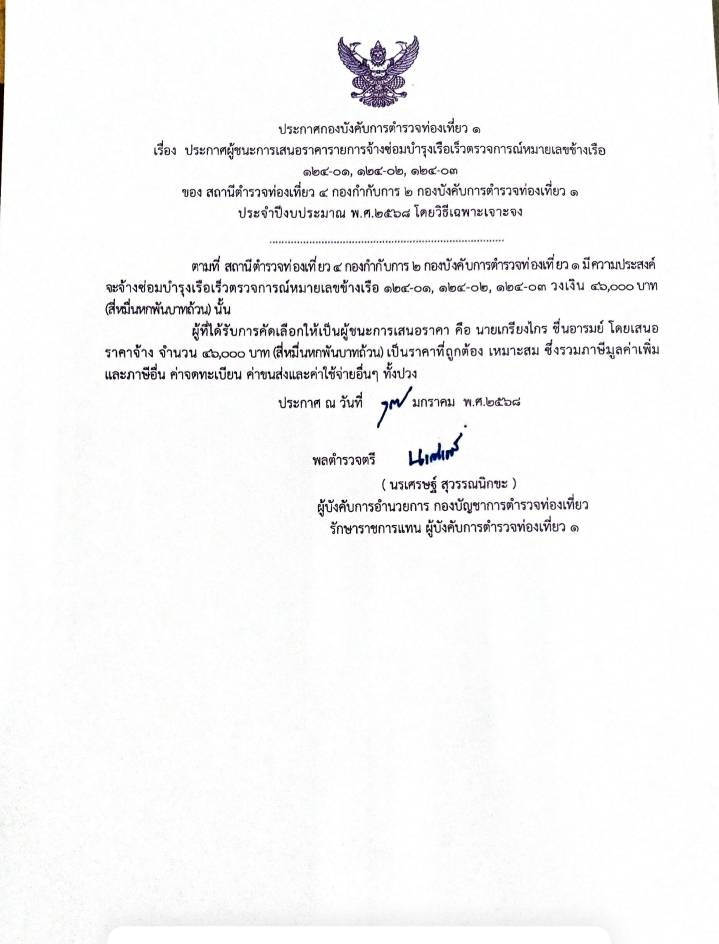 ประกาศกองบังคับการตำรวจท่องเที่ยว ๑
เรื่อง ประกาศผู้ชนะการเสนอราคารายการจ้างซ่อมบำรุงเรือเร็วตรวจการณ์หมายเลขข้างเรือ
๑๒๔-๐๑, ๑๒๔-๐๒, ๑๒๔-๐๓
ของ สถานีตำรวจท่องเที่ยว ๔ กองกำกับการ ๒ กองบังคับการตำรวจท่องเที่ยว ๑
ประจำปีงบประมาณ พ.ศ.๒๕๖๘ โดยวิธีเฉพาะเจาะจง
ตามที่ สถานีตำรวจท่องเที่ยว ๔ กองกำกับการ ๒ กองบังคับการตำรวจท่องเที่ยว ๑ มีความประสงค์
จะจ้างซ่อมบำรุงเรือเร็วตรวจการณ์หมายเลขข้างเรือ ๑๒๔-๐๑, ๑๒๔-๐๒, ๑๒๔-๐๓ วงเงิน ๔๖,๐๐๐ บาท
(สี่หมื่นหกพันบาทถ้วน) นั้น
ผู้ที่ได้รับการคัดเลือกให้เป็นผู้ชนะการเสนอราคา คือ นายเกรียงไกร ชื่นอารมย์ โดยเสนอ
ราคาจ้าง จำนวน ๔๖,๐๐๐ บาท (สี่หมื่นหกพันบาทถ้วน) เป็นราคาที่ถูกต้อง เหมาะสม ซึ่งรวมภาษีมูลค่าเพิ่ม
และภาษีอื่น ค่าจดทะเบียน ค่าขนส่งและค่าใช้จ่ายอื่นๆ ทั้งปวง
ประกาศ ณ วันที่ ๑๗ มกราคม พ.ศ.๒๕๖๘
พลตำรวจตรี
( นรเศรษฐ์ สุวรรณนิกขะ )
ผู้บังคับการอำนวยการ กองบัญชาการตำรวจท่องเที่ยว
รักษาราชการแทน ผู้บังคับการตำรวจท่องเที่ยว ๑